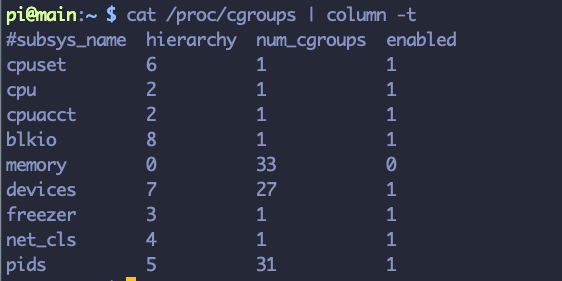 pi@main:~ $ cat /proc/cgroups | column -t
#subsys_name  hierarchy  num_cgroups  enabled
cpuset        6          1            1
cpu           2          1            1
cpuacct       2          1            1
blkio         8          1            1
memory        0          33           0
devices       7          27           1
freezer       3          1            1
net_cls       4          1            1
pids          5          31           1